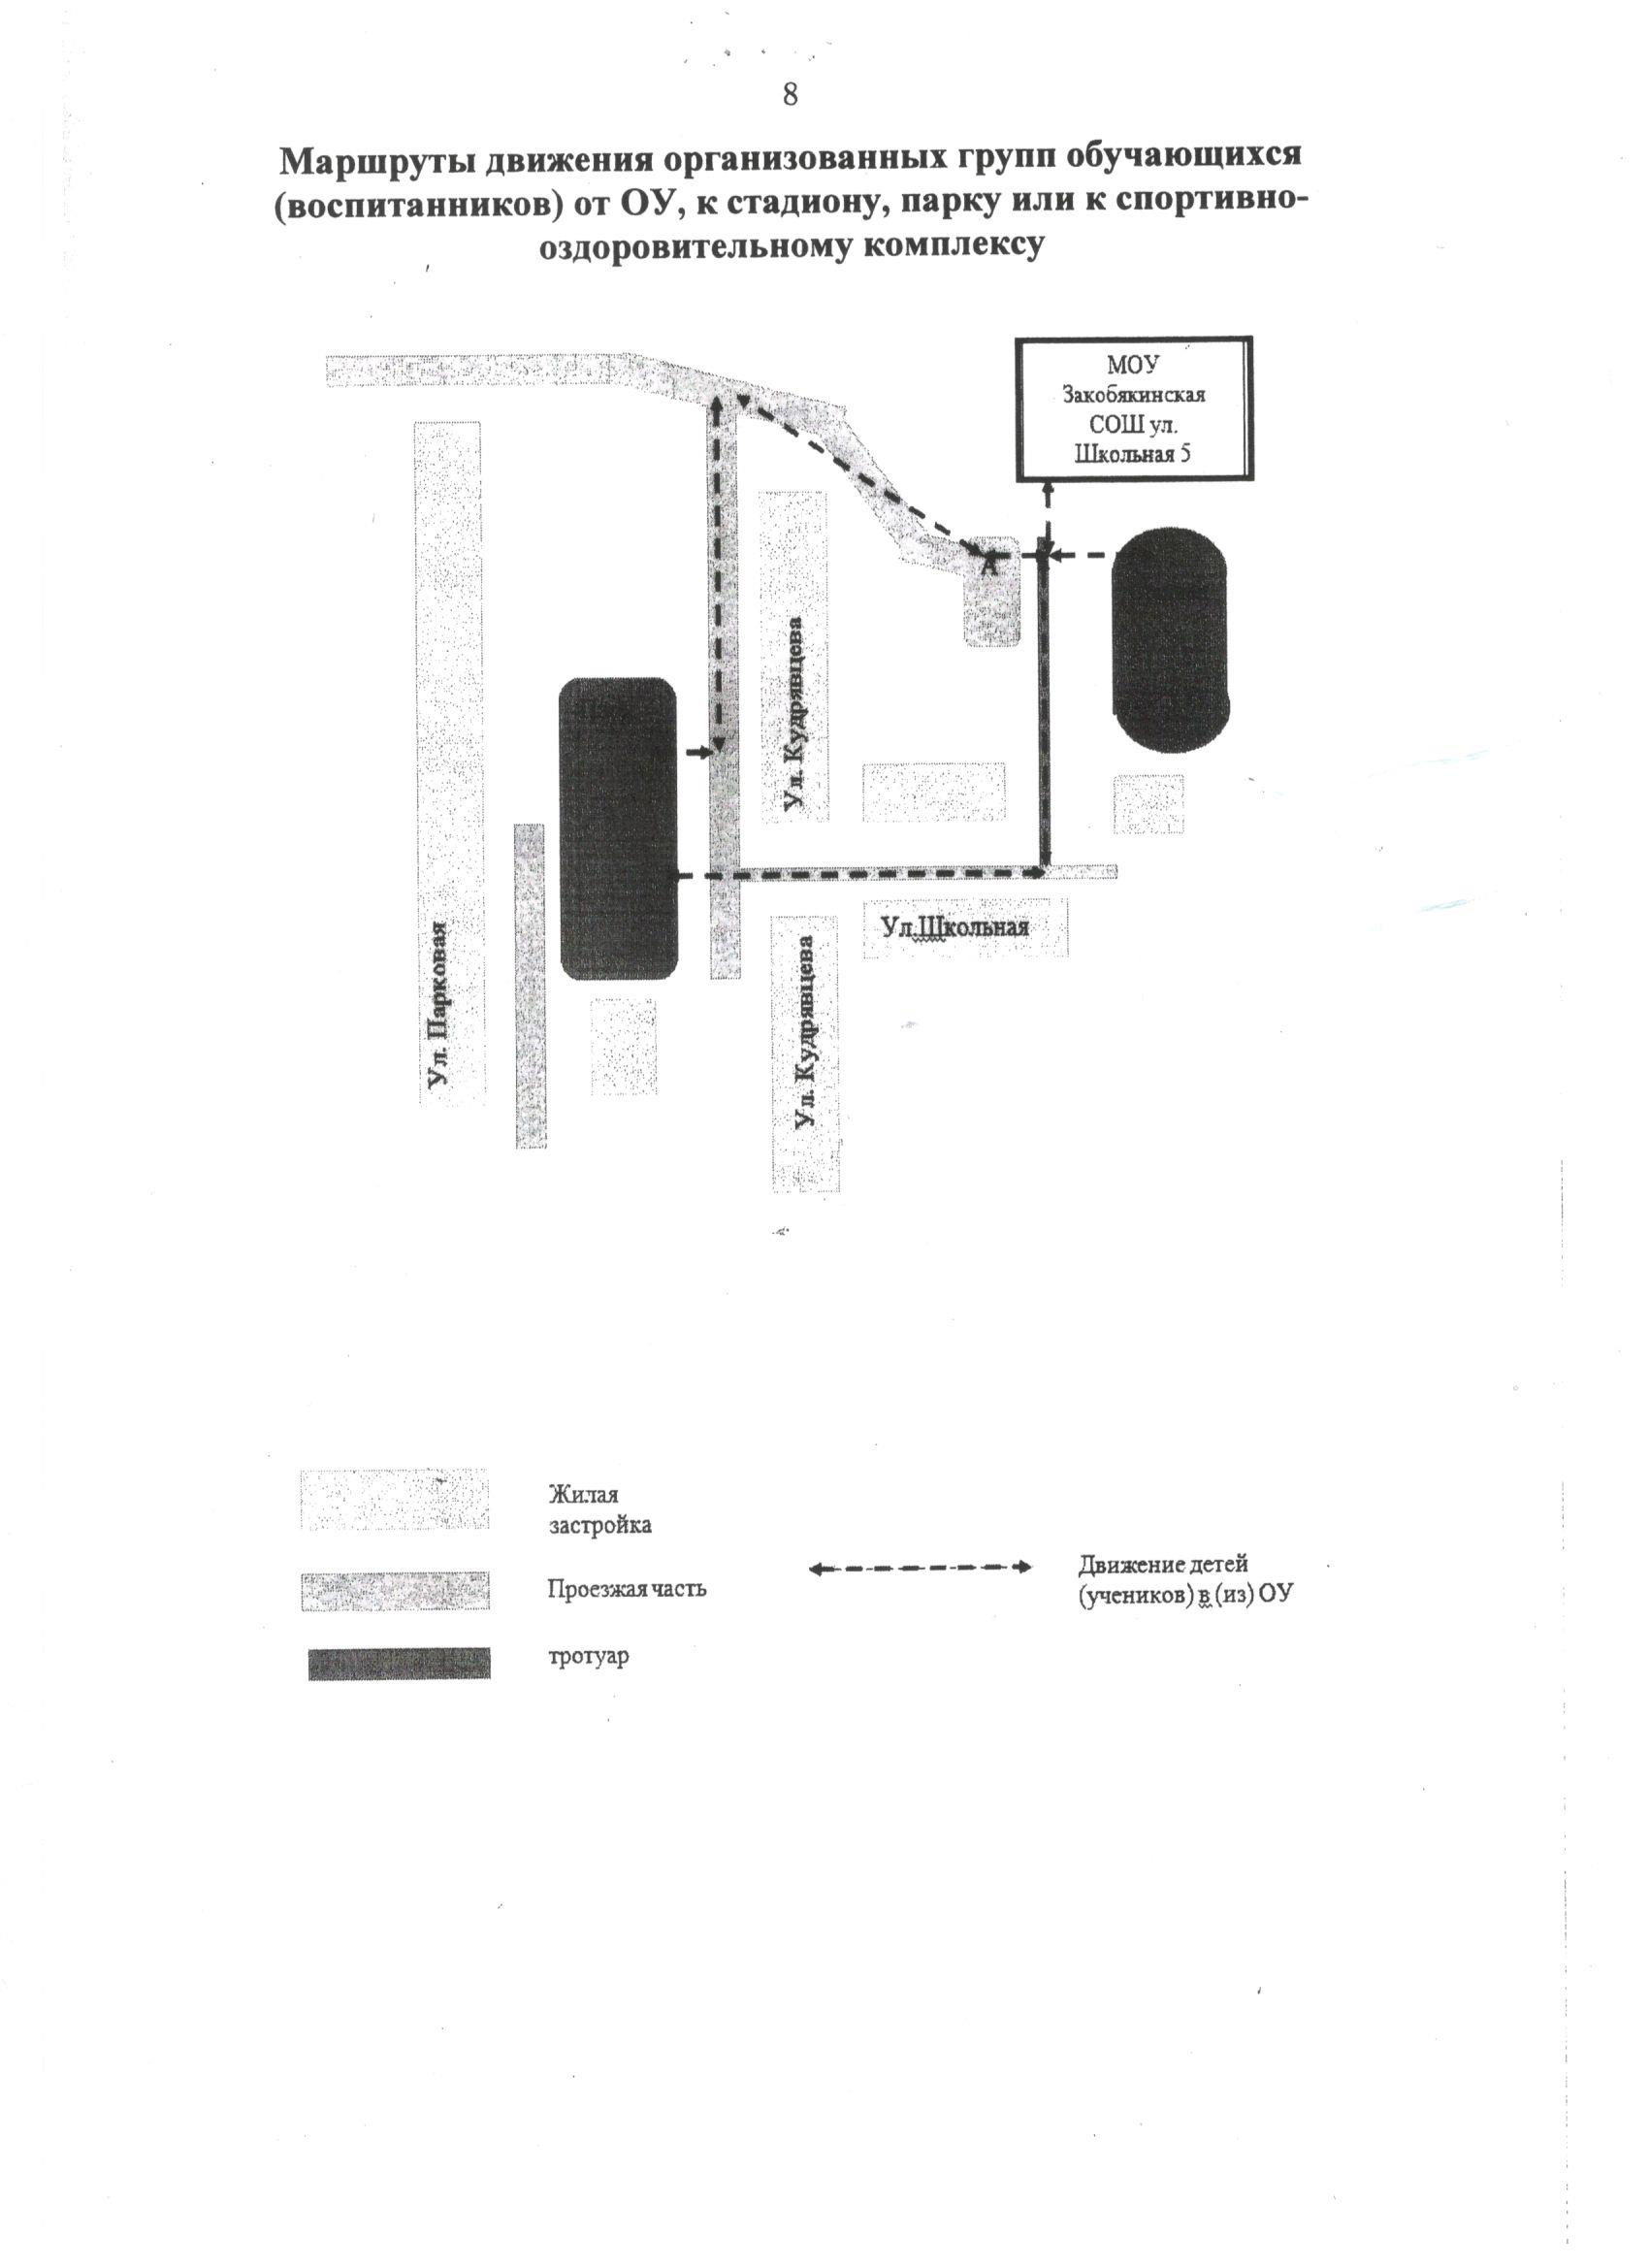 8
Маршруты движения организованных групп обучающихся
(воспитанников) от ОУ, к стадиону, парку или к спортивно-
оздоровительному комплексу
МОУ
Закобякинская
СОШ ул.
Школьная 5
А
Ул. Кудрявцева
Ул.Школьная
Ул. Парковая
Ул. Кудрявцева
Жилая
застройка
Проезжая часть
тротуар
Движение детей
(учеников) в (из) ОУ